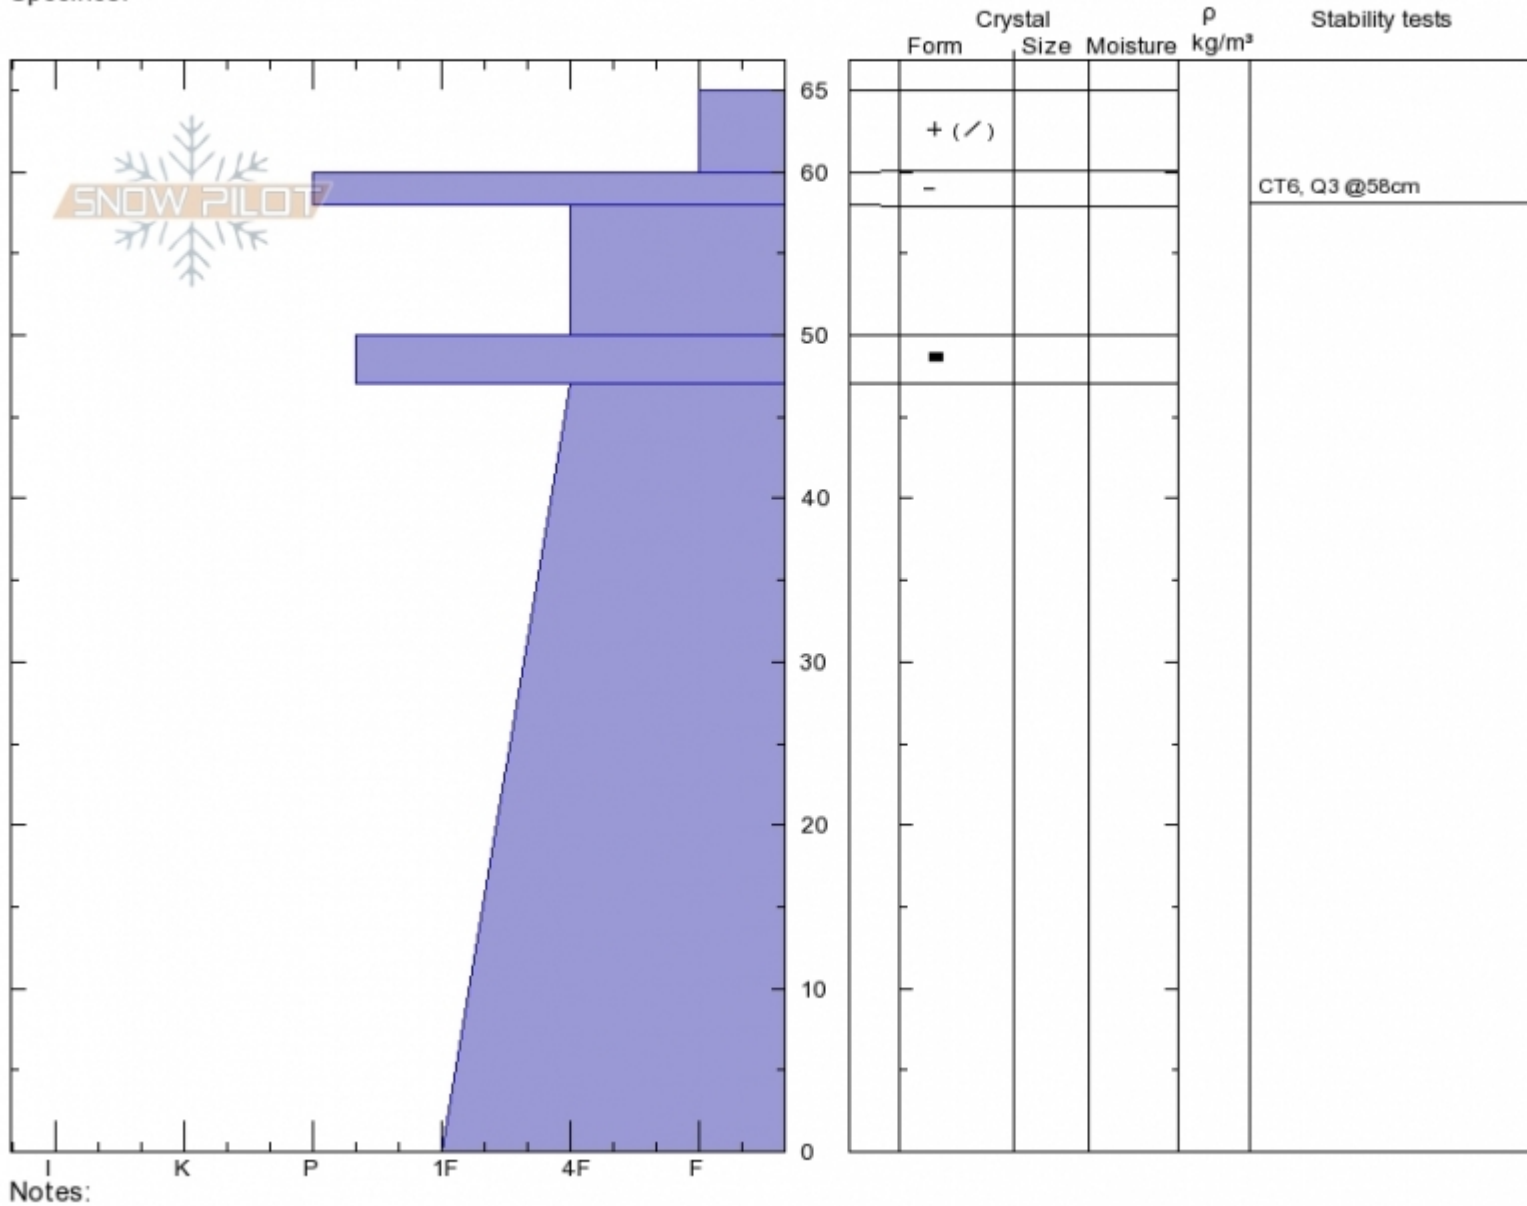 Crystal ρ Stability tests
Form Size Moisture kg/m³
65
+ (/)
60
SNOW PILOT
CT6, Q3 @58cm
50
40
30
20
10
0
I K P 1F 4F F
Notes: